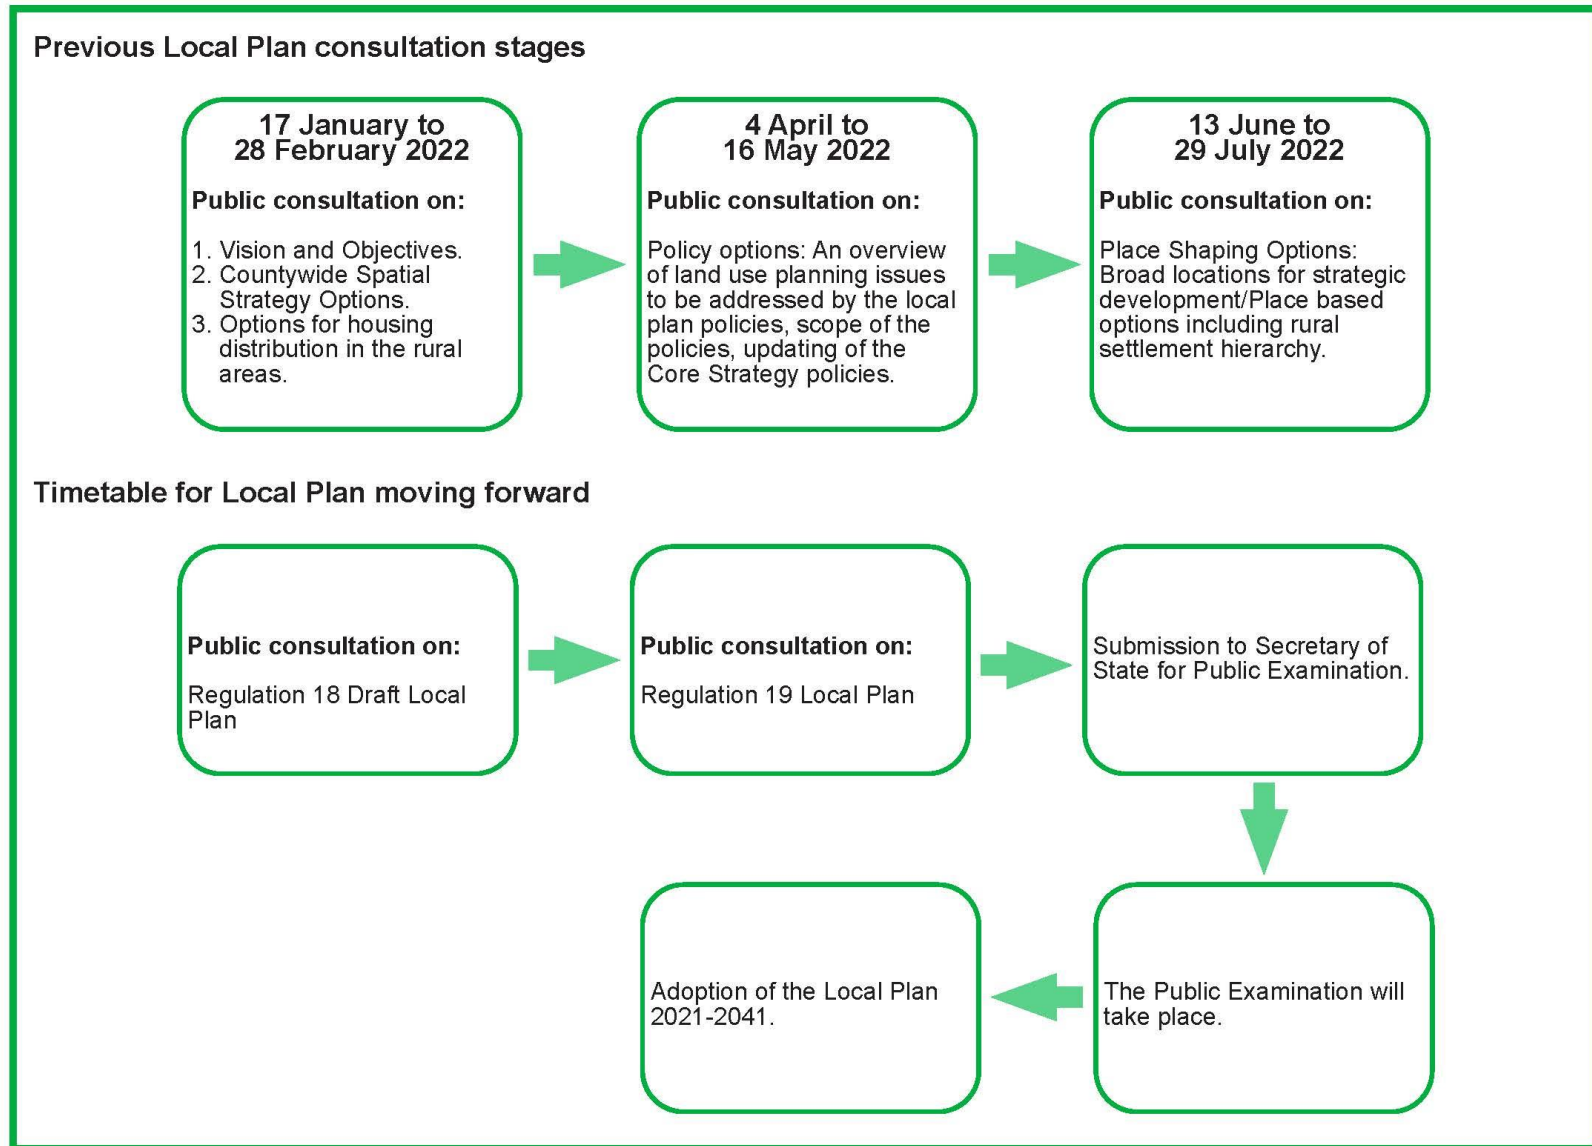 Previous Local Plan consultation stages
17 January to
28 February 2022
Public consultation on:
1. Vision and Objectives.
2. Countywide Spatial
Strategy Options.
3. Options for housing
distribution in the rural
areas.
4 April to
16 May 2022
Public consultation on:
Policy options: An overview
of land use planning issues
to be addressed by the local
plan policies, scope of the
policies, updating of the
Core Strategy policies.
13 June to
29 July 2022
Public consultation on:
Place Shaping Options:
Broad locations for strategic
development/Place based
options including rural
settlement hierarchy.
Timetable for Local Plan moving forward
Public consultation on:
Regulation 18 Draft Local
Plan
Public consultation on:
Regulation 19 Local Plan
Submission to Secretary of
State for Public Examination.
The Public Examination will
take place.
Adoption of the Local Plan
2021-2041.